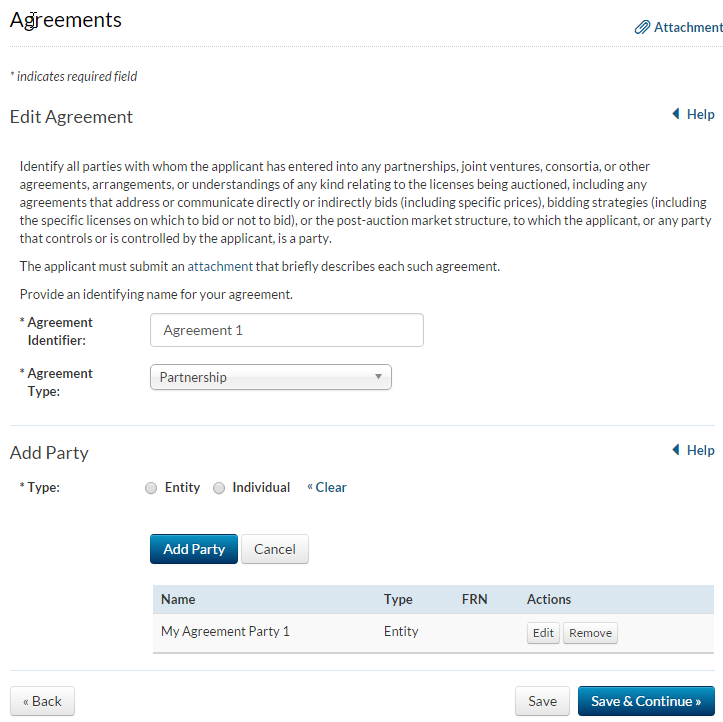 Agreements
Attachment
* indicates required field
Edit Agreement
Help
Identify all parties with whom the applicant has entered into any partnerships, joint ventures, consortia, or other
agreements, arrangements, or understandings of any kind relating to the licenses being auctioned, including any
agreements that address or communicate directly or indirectly bids (including specific prices), bidding strategies (including
the specific licenses on which to bid or not to bid), or the post-auction market structure, to which the applicant, or any party
that controls or is controlled by the applicant, is a party.
The applicant must submit an attachment that briefly describes each such agreement.
Provide an identifying name for your agreement.
* Agreement
Identifier:
Agreement 1
* Agreement
Type:
Partnership
Add Party
Help
* Type:
Entity
Individual
« Clear
Add Party
Cancel
Name Type FRN Actions
My Agreement Party 1 Entity Edit Remove
« Back
Save
Save & Continue »